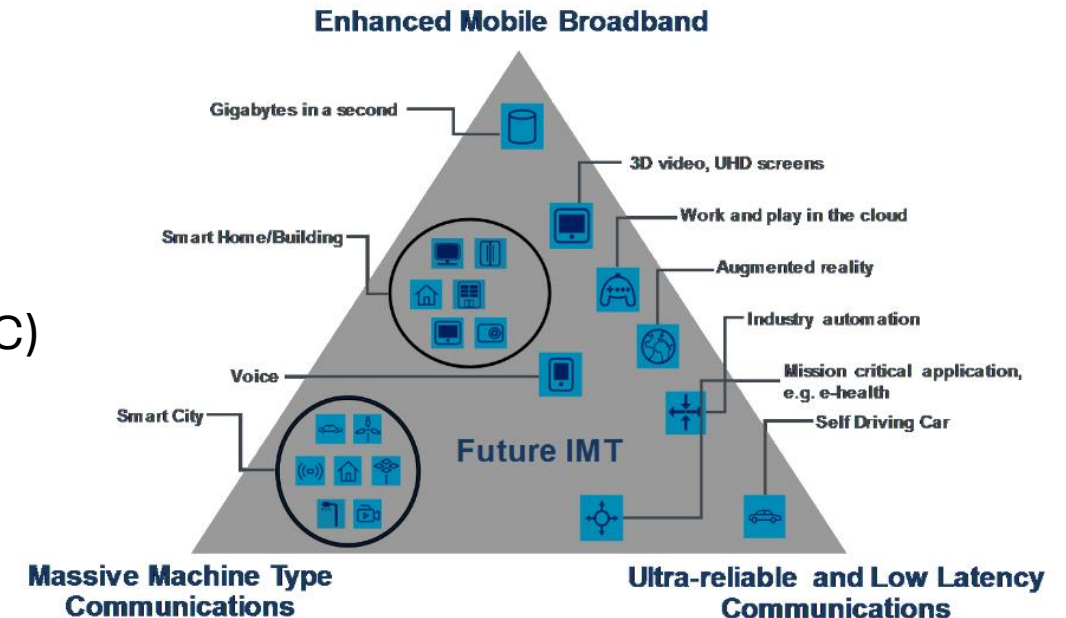 Enhanced Mobile Broadband
Gigabytes in a second
3D video, UHD screens
Work and play in the cloud
Smart Home/Building
Augmented reality
C)
Industry automation
Voice
Mission critical application,
e.g. e-health
Smart City
Self Driving Car
Future IMT
Massive Machine Type
Communications
Ultra-reliable and Low Latency
Communications